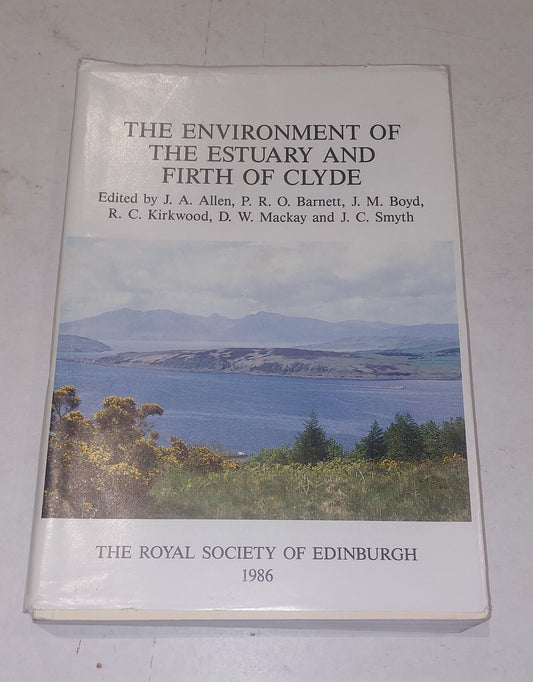 THE ENVIRONMENT OF
THE ESTUARY AND
FIRTH OF CLYDE
Edited by J. A. Allen, P. R. O. Barnett, J. M. Boyd,
R. C. Kirkwood, D. W. Mackay and J. C. Smyth
THE ROYAL SOCIETY OF EDINBURGH
1986